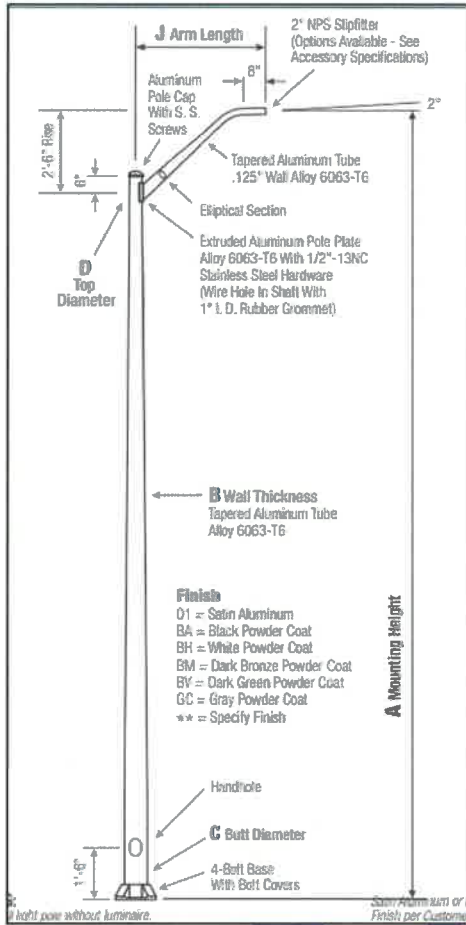 J Arm Length
2" NPS Slipfitter
(Options Available - See
Accessory Specifications)
8"
2°
Aluminum
Pole Cap
With S. S.
Screws
2'-6" Rise
6"
Tapered Aluminum Tube
.125" Wall Alloy 6063-T6
Elliptical Section
D
Top
Diameter
Extruded Aluminum Pole Plate
Alloy 6063-T6 With 1/2"-13NC
Stainless Steel Hardware
(Wire Hole In Shaft With
1" I. D. Rubber Grommet)
B Wall Thickness
Tapered Aluminum Tube
Alloy 6063-T6
Finish
01 = Satin Aluminum
BA = Black Powder Coat
BH = White Powder Coat
BM = Dark Bronze Powder Coat
BV = Dark Green Powder Coat
GC = Gray Powder Coat
** = Specify Finish
A Mounting Height
Handhole
C Butt Diameter
1'-6"
4-Bolt Base
With Bolt Covers
light pole without luminaire.
Satin Aluminum or
Finish per Custome